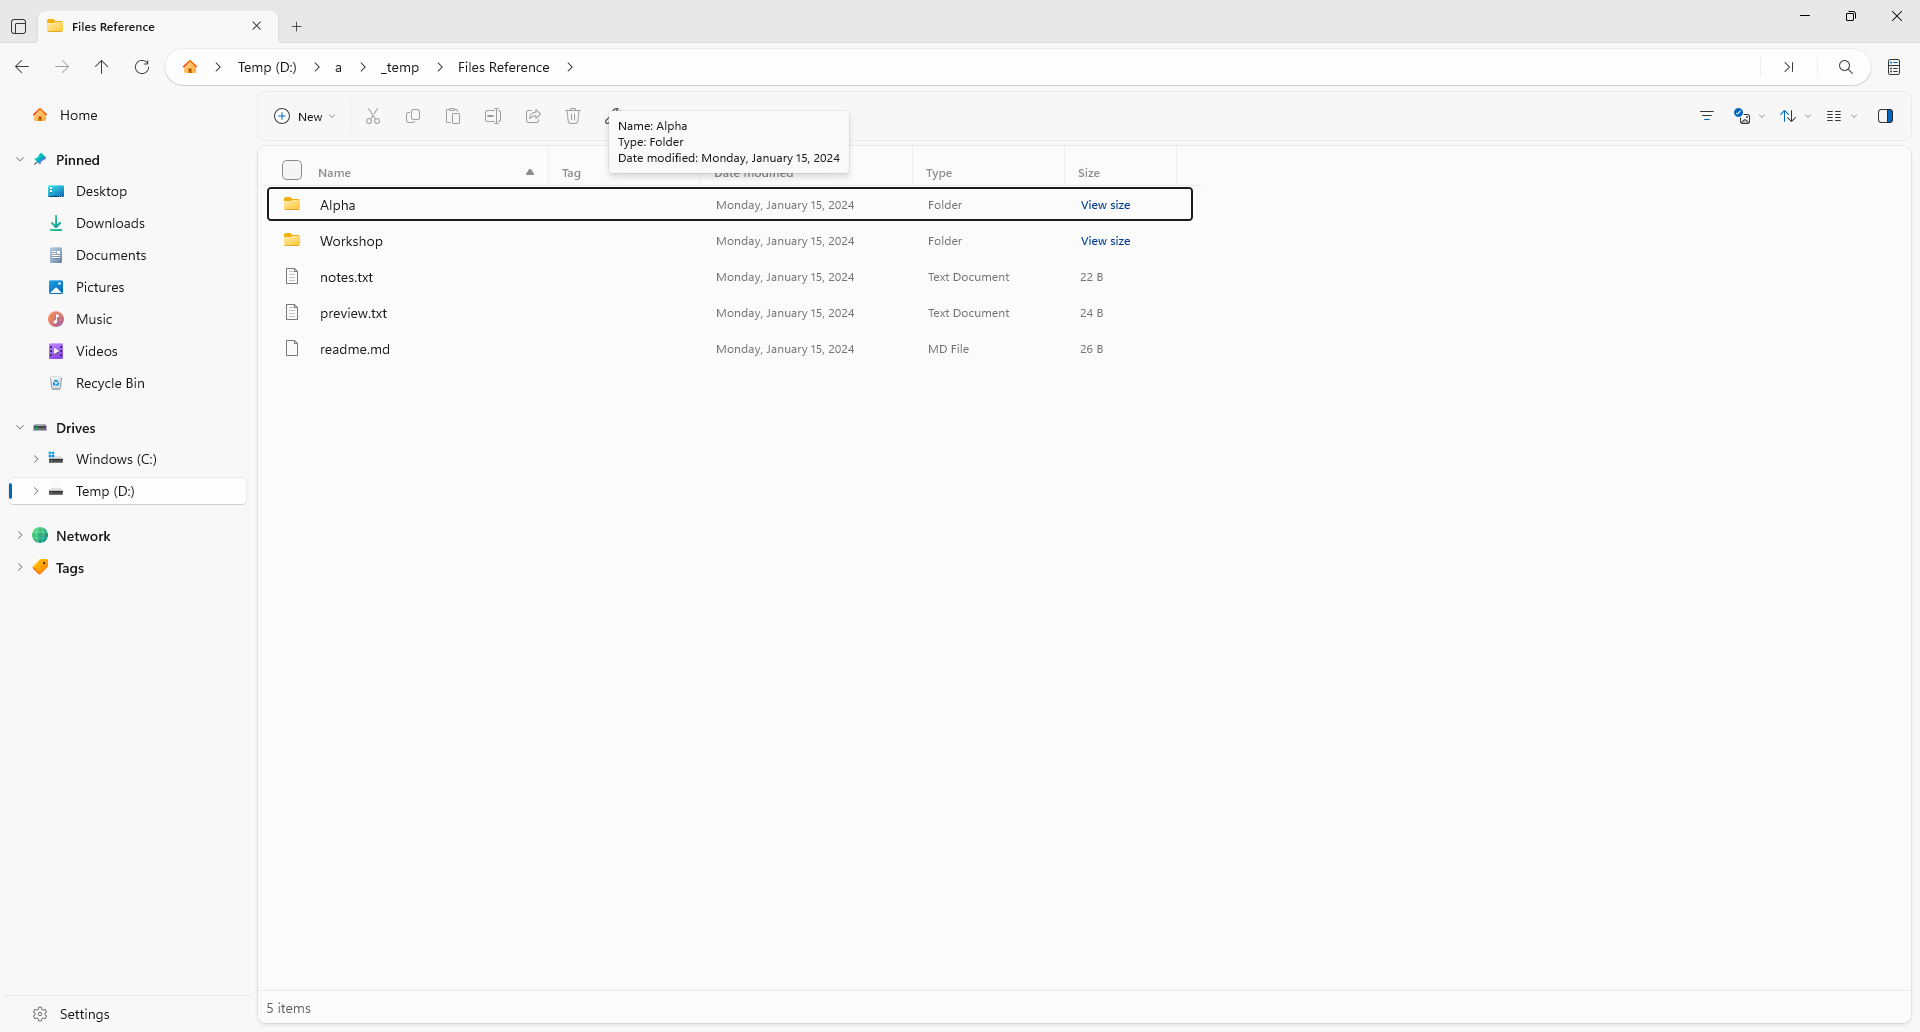 Files Reference
Temp (D:) a _temp Files Reference
Home
Pinned
Desktop
Downloads
Documents
Pictures
Music
Videos
Recycle Bin
Drives
Windows (C:)
Temp (D:)
Network
Tags
Settings
New
Name: Alpha
Type: Folder
Date modified: Monday, January 15, 2024
Name Tag Date modified Type Size
Alpha Monday, January 15, 2024 Folder View size
Workshop Monday, January 15, 2024 Folder View size
notes.txt Monday, January 15, 2024 Text Document 22 B
preview.txt Monday, January 15, 2024 Text Document 24 B
readme.md Monday, January 15, 2024 MD File 26 B
5 items